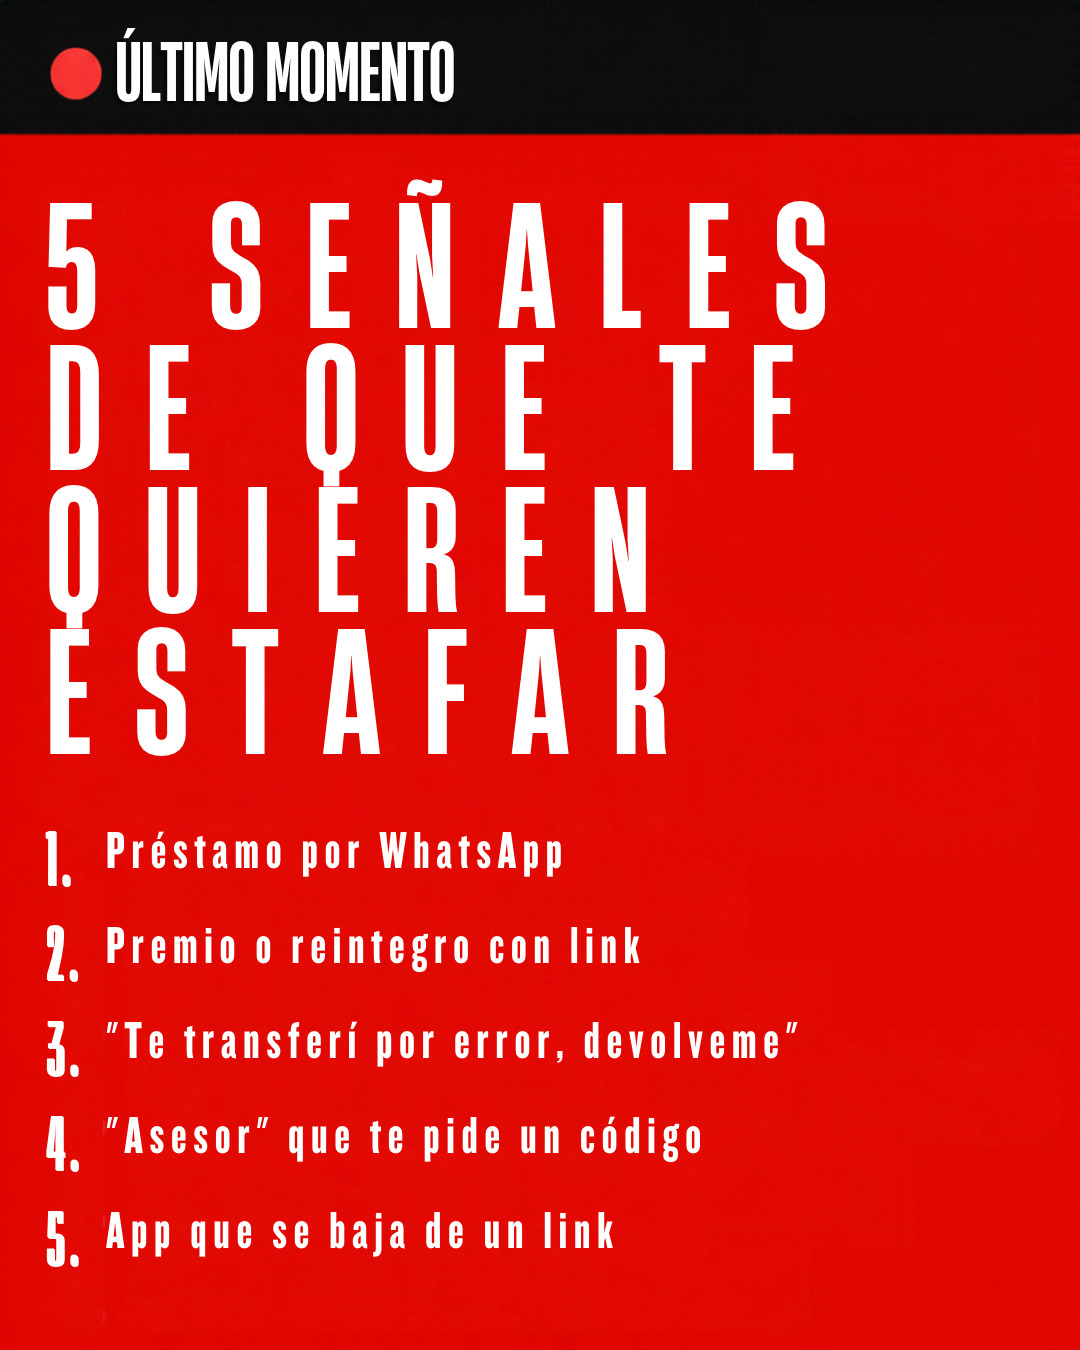 ÚLTIMO MOMENTO
5 SEÑALES
DE QUE TE
QUIEREN
ESTAFAR
1. Préstamo por WhatsApp
2. Premio o reintegro con link
3. "Te transferí por error, devolveme"
4. "Asesor" que te pide un código
5. App que se baja de un link